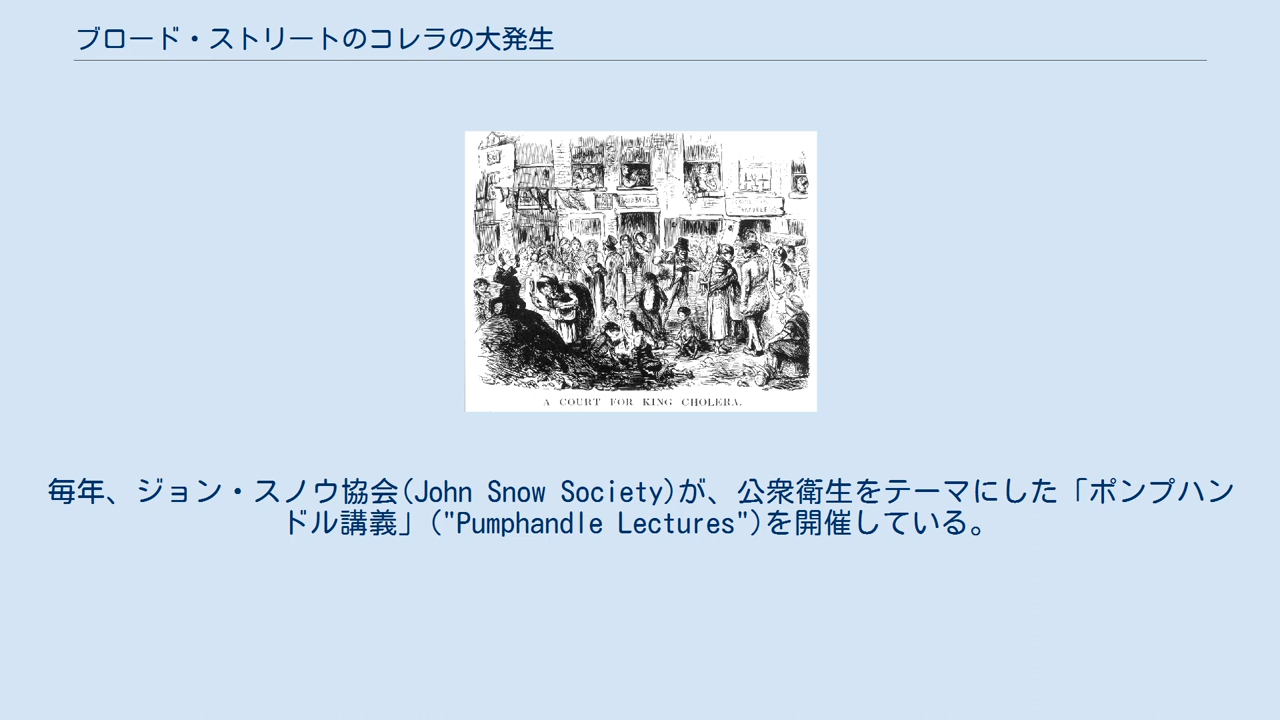 ブロード・ストリートのコレラの大発生
A COURT FOR KING CHOLERA.
毎年、ジョン・スノウ協会(John Snow Society)が、公衆衛生をテーマにした「ポンプハン
ドル講義」("Pumphandle Lectures")を開催している。